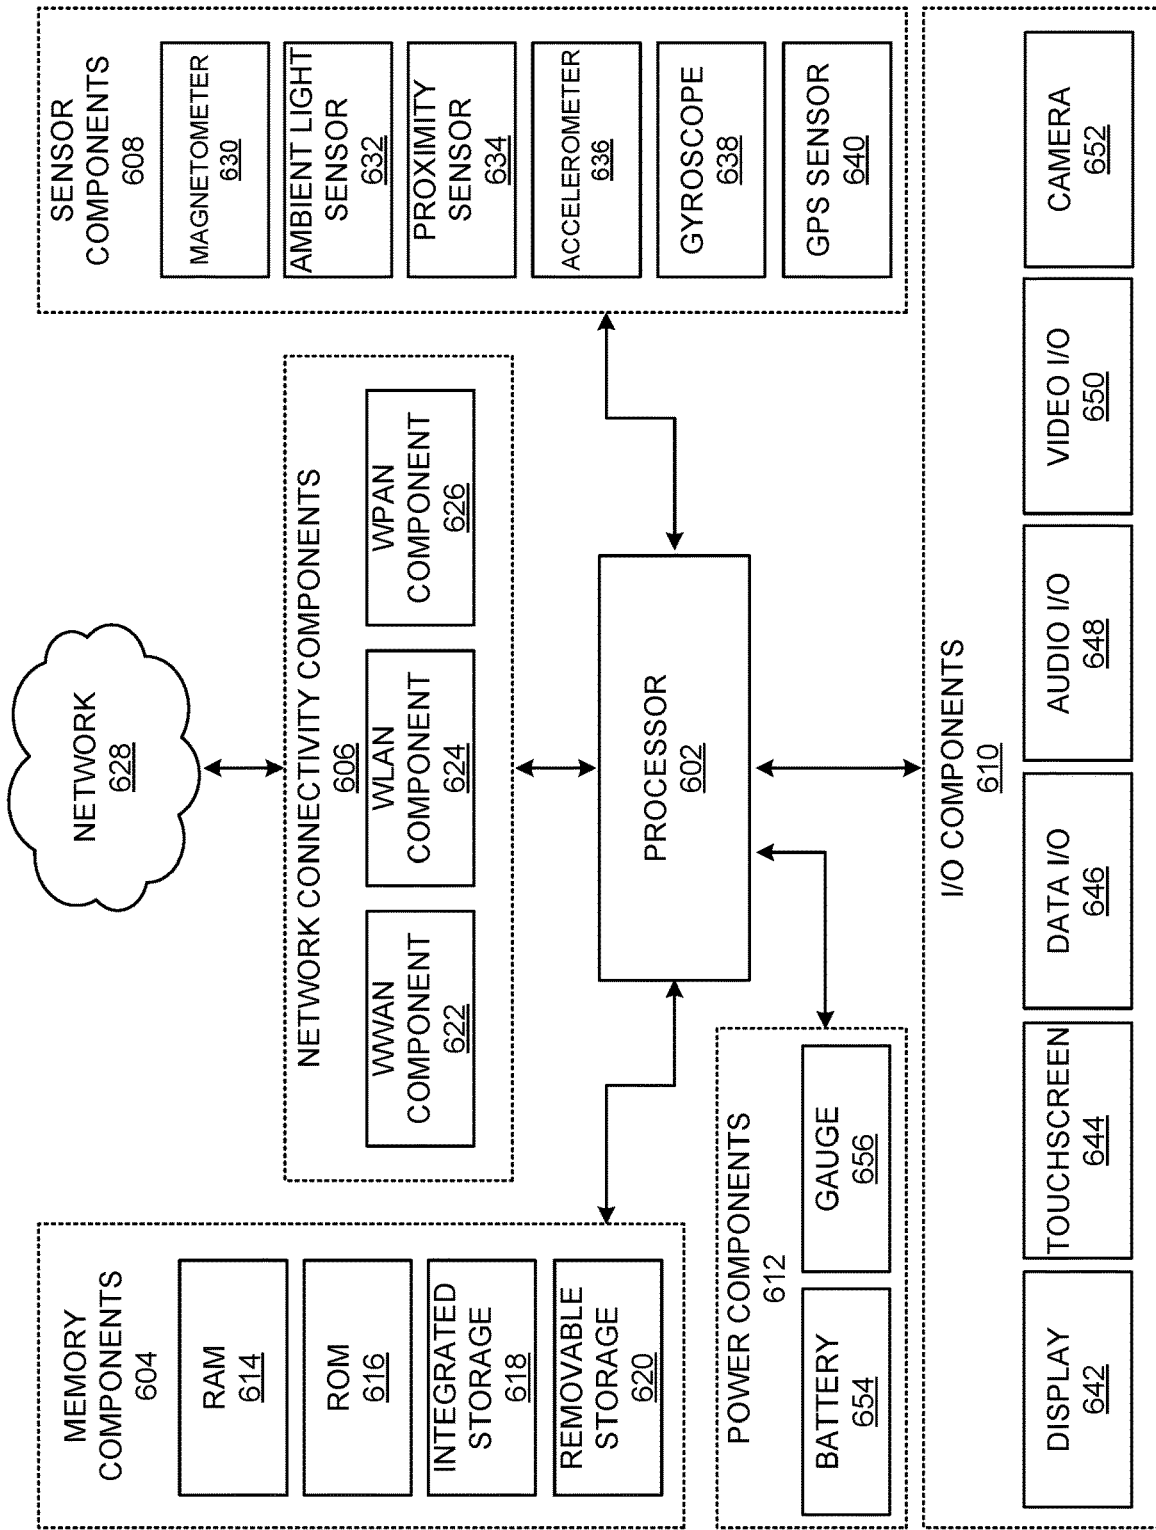 NETWORK
628
MEMORY
COMPONENTS
604
RAM
614
ROM
616
INTEGRATED
STORAGE
618
REMOVABLE
STORAGE
620
NETWORK CONNECTIVITY COMPONENTS
606
WWAN
COMPONENT
622
WLAN
COMPONENT
624
WPAN
COMPONENT
626
SENSOR
COMPONENTS
608
MAGNETOMETER
630
AMBIENT LIGHT
SENSOR
632
PROXIMITY
SENSOR
634
ACCELEROMETER
636
GYROSCOPE
638
GPS SENSOR
640
PROCESSOR
602
POWER COMPONENTS
612
BATTERY
654
GAUGE
656
I/O COMPONENTS
610
DISPLAY
642
TOUCHSCREEN
644
DATA I/O
646
AUDIO I/O
648
VIDEO I/O
650
CAMERA
652